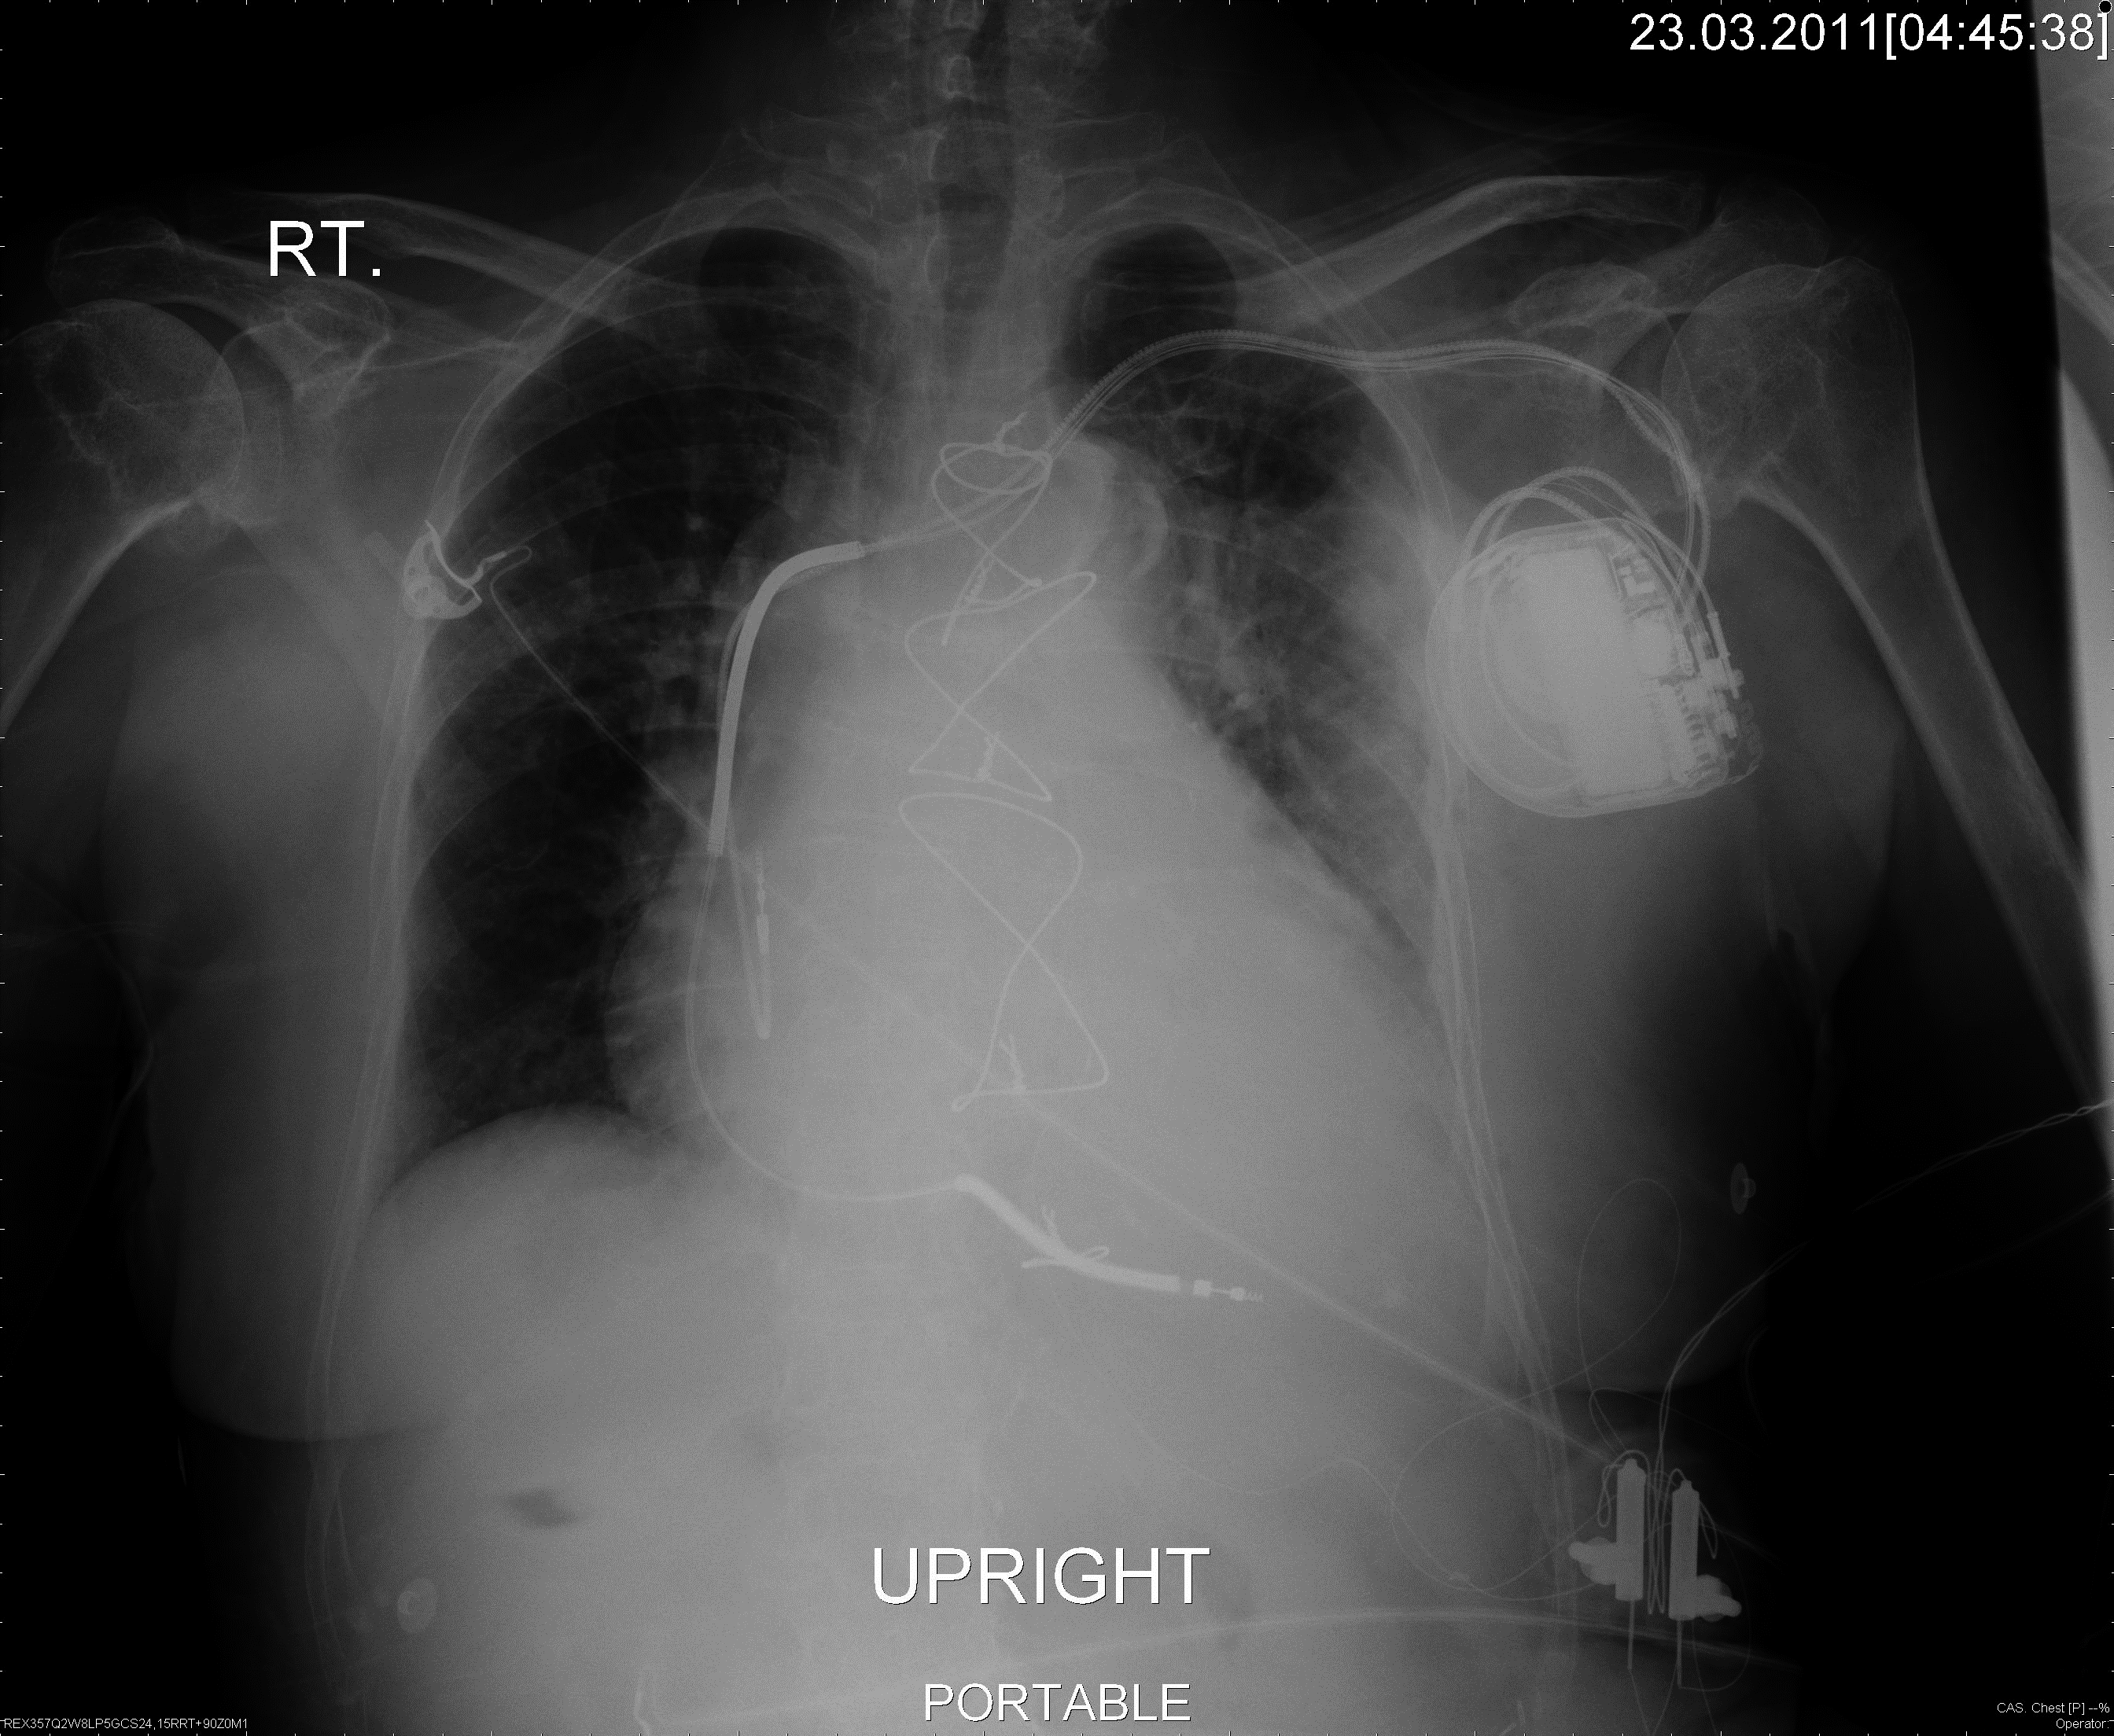 23.03.2011[04:45:38]
RT.
UPRIGHT
PORTABLE
REX357Q2W8LP5GCS24,15RRT+90Z0M1
CAS. Chest [P] --%
Operator: